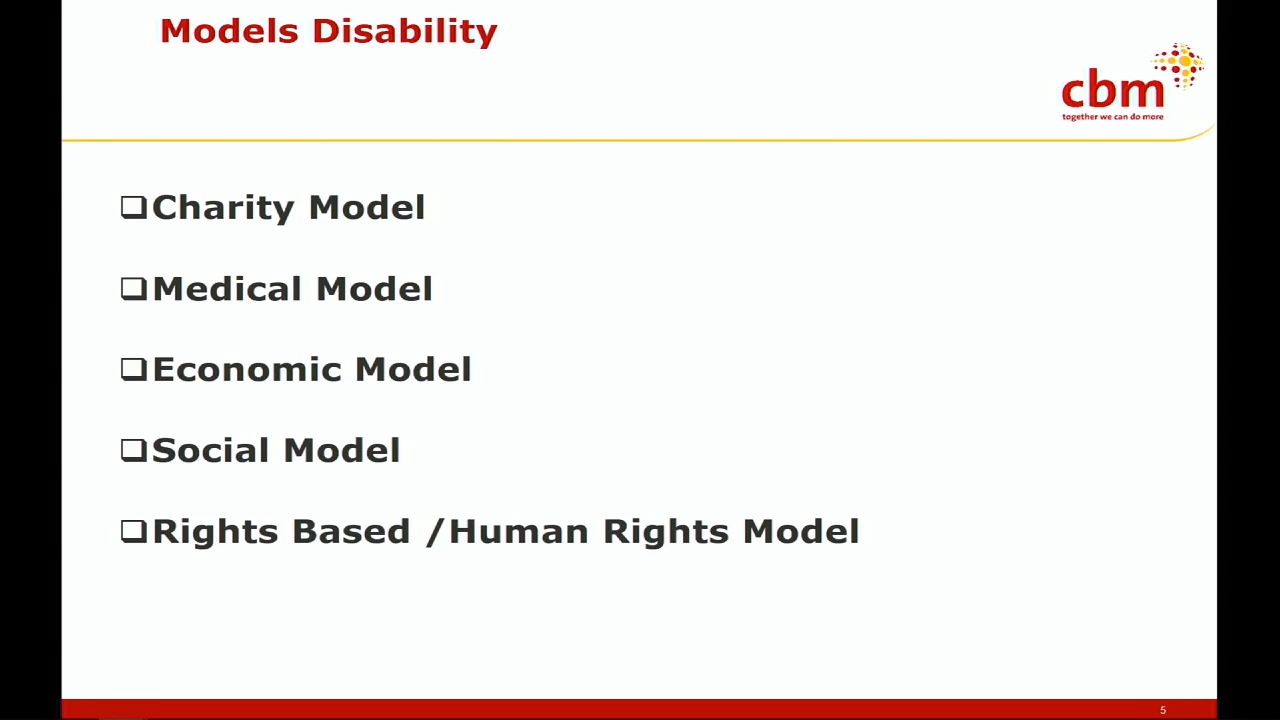 Models Disability
cbm
together we can do more
Charity Model
Medical Model
Economic Model
Social Model
Rights Based /Human Rights Model
5